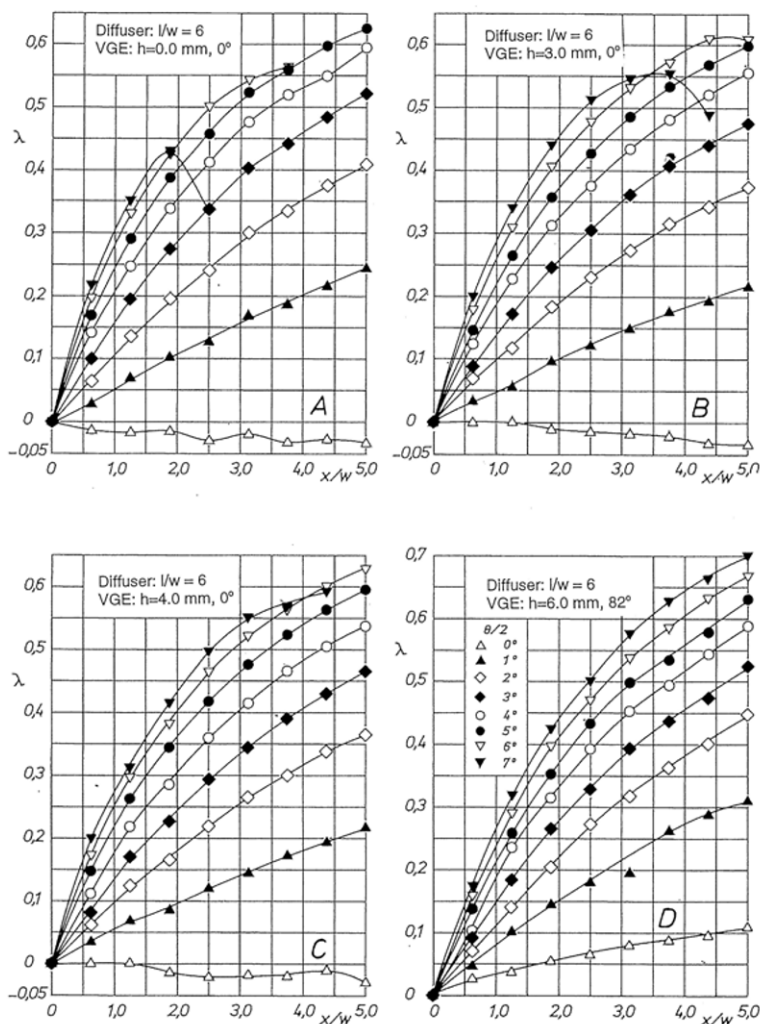 Diffuser: l/w = 6
VGE: h=0.0 mm, 0°
0,6
0,5
λ
0,4
0,3
0,2
0,1
0
-0,05
A
0 1,0 2,0 3,0 4,0 5,0
x/w
Diffuser: l/w = 6
VGE: h=3.0 mm, 0°
0,6
0,5
λ
0,4
0,3
0,2
0,1
0
-0,05
B
0 1,0 2,0 3,0 4,0 5,0
x/w
Diffuser: l/w = 6
VGE: h=4.0 mm, 0°
0,6
0,5
λ
0,4
0,3
0,2
0,1
0
-0,05
C
0 1,0 2,0 3,0 4,0 5,0
x/w
Diffuser: l/w = 6
VGE: h=6.0 mm, 82°
θ/2
0°
1°
2°
3°
4°
5°
6°
7°
0,7
0,6
0,5
λ
0,4
0,3
0,2
0,1
0
D
0 1,0 2,0 3,0 4,0 5,0
x/w